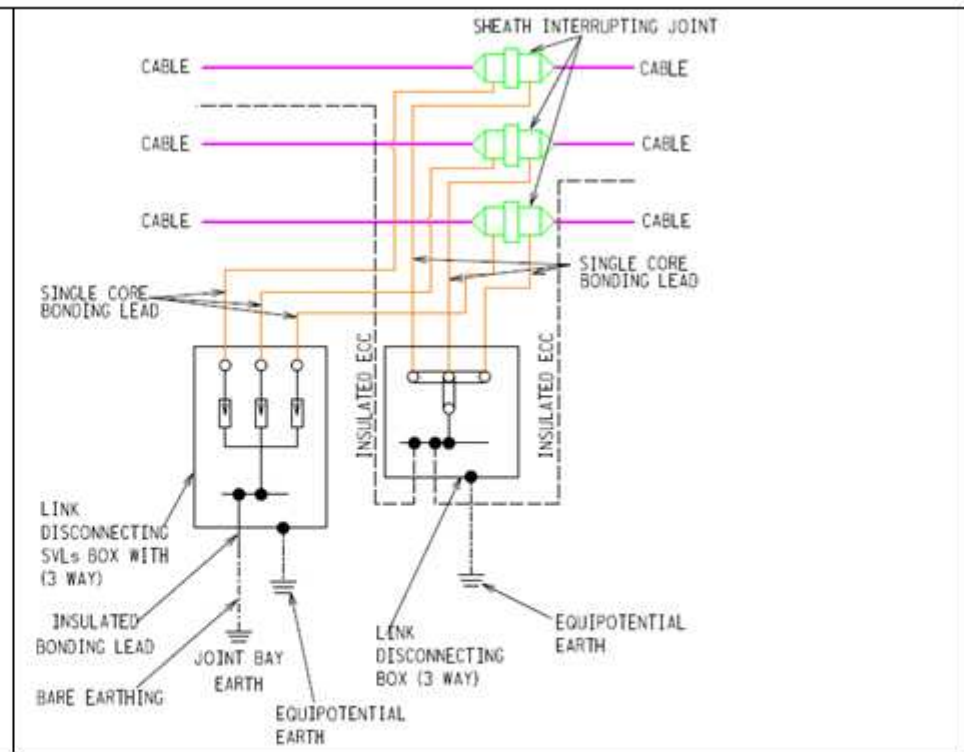 SHEATH INTERRUPTING JOINT
CABLE
CABLE
CABLE
CABLE
CABLE
CABLE
SINGLE CORE
BONDING LEAD
SINGLE CORE
BONDING LEAD
INSULATED ECC
INSULATED ECC
LINK
DISCONNECTING
SVLs BOX WITH
(3 WAY)
INSULATED
BONDING LEAD
BARE EARTHING
JOINT BAY
EARTH
EQUIPOTENTIAL
EARTH
LINK
DISCONNECTING
BOX (3 WAY)
EQUIPOTENTIAL
EARTH